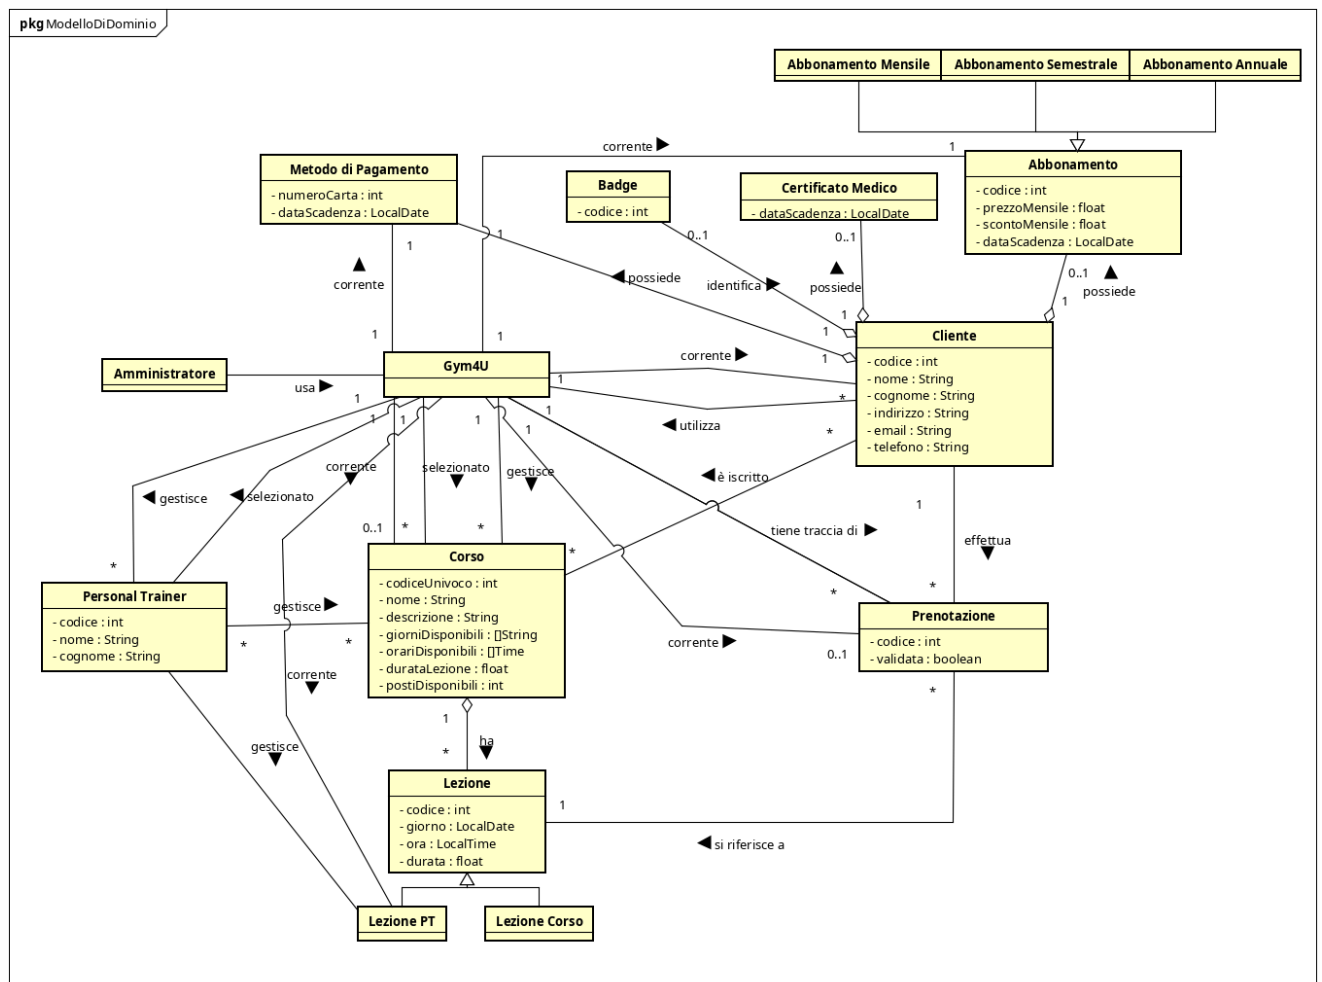 pkg ModelloDiDominio
Abbonamento Mensile
Abbonamento Semestrale
Abbonamento Annuale
corrente
1
Metodo di Pagamento
- numeroCarta : int
- dataScadenza : LocalDate
Badge
- codice : int
Certificato Medico
- dataScadenza : LocalDate
Abbonamento
- codice : int
- prezzoMensile : float
- scontoMensile : float
- dataScadenza : LocalDate
1
1
0..1
0..1
0..1
corrente
possiede
identifica
possiede
possiede
1
1
1
1
1
1
Cliente
- codice : int
- nome : String
- cognome : String
- indirizzo : String
- email : String
- telefono : String
Gym4U
Amministratore
usa
corrente
1
*
utilizza
1
1
1
1
1
1
*
corrente
selezionato
gestisce
è iscritto
gestisce
selezionato
1
0..1
*
*
tiene traccia di
effettua
*
*
*
*
Corso
- codiceUnivoco : int
- nome : String
- descrizione : String
- giorniDisponibili : []String
- orariDisponibili : []Time
- durataLezione : float
- postiDisponibili : int
Personal Trainer
- codice : int
- nome : String
- cognome : String
gestisce
*
*
Prenotazione
- codice : int
- validata : boolean
corrente
0..1
corrente
*
1
*
ha
gestisce
Lezione
- codice : int
- giorno : LocalDate
- ora : LocalTime
- durata : float
1
si riferisce a
Lezione PT
Lezione Corso